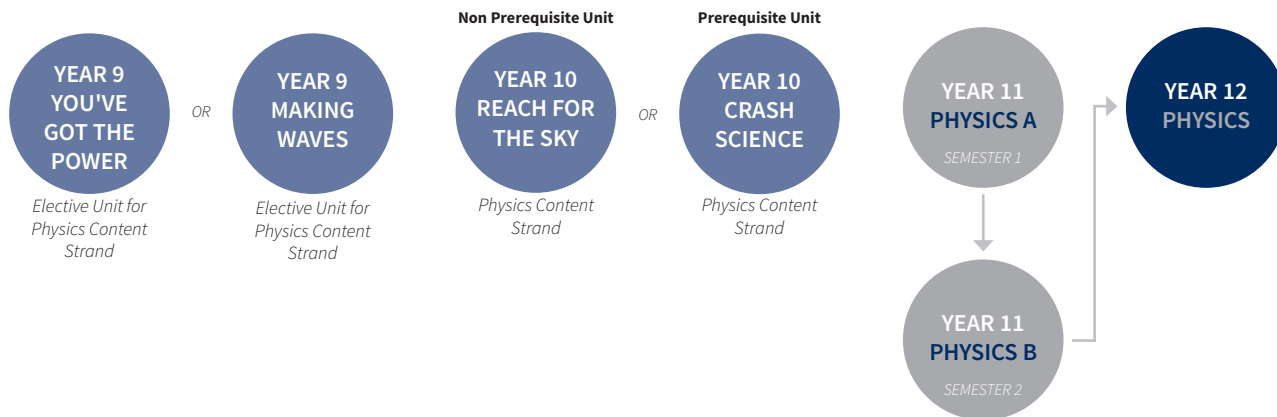 Non Prerequisite Unit
Prerequisite Unit
YEAR 9
YOU'VE
GOT THE
POWER
OR
YEAR 9
MAKING
WAVES
YEAR 10
REACH FOR
THE SKY
OR
YEAR 10
CRASH
SCIENCE
YEAR 11
PHYSICS A
SEMESTER 1
YEAR 12
PHYSICS
Elective Unit for
Physics Content
Strand
Elective Unit for
Physics Content
Strand
Physics Content
Strand
Physics Content
Strand
YEAR 11
PHYSICS B
SEMESTER 2